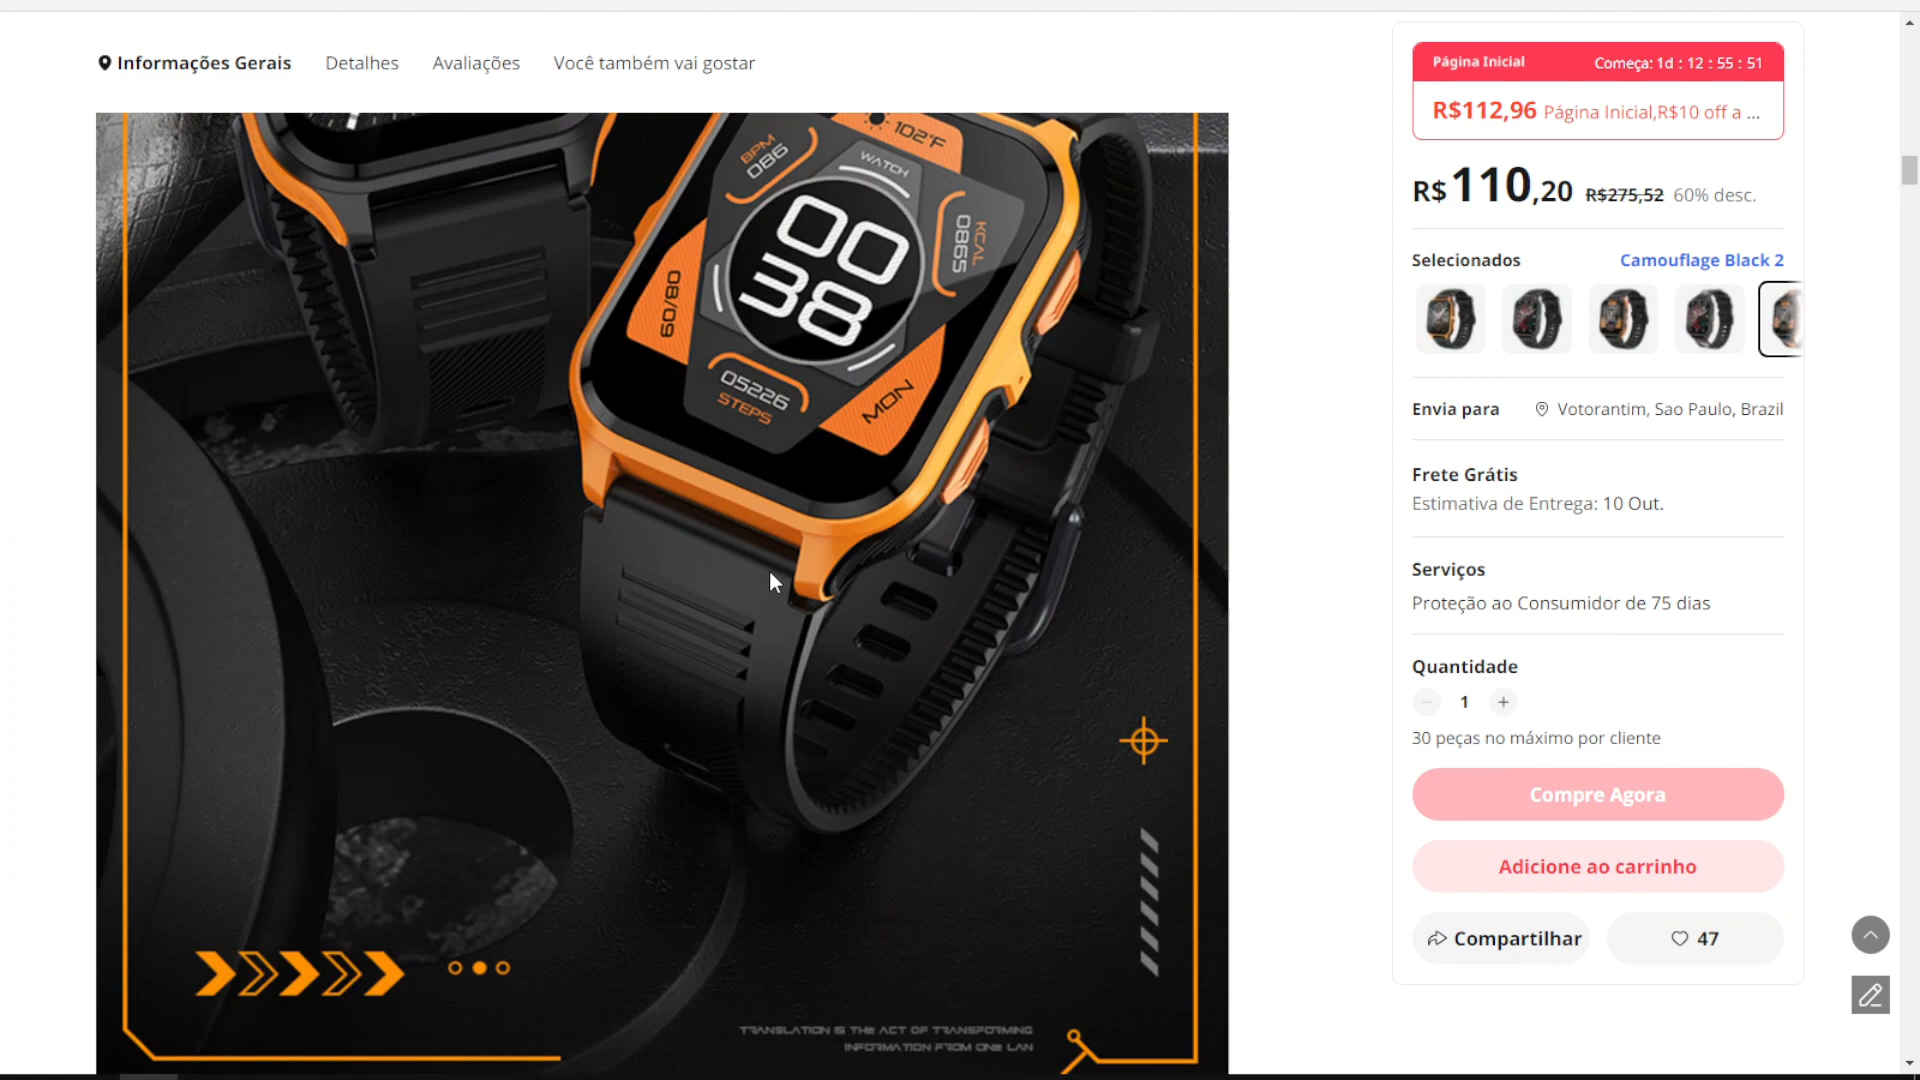 Informações Gerais
Detalhes
Avaliações
Você também vai gostar
102°F
BPM
086
WATCH
KCAL
0865
00
38
60/80
05226
STEPS
MON
TRANSLATION IS THE ACT OF TRANSFORMING
INFORMATION FROM ONE LAN
Página Inicial
Começa: 1d : 12 : 55 : 51
R$112,96 Página Inicial,R$10 off a ...
R$110,20 R$275,52 60% desc.
Selecionados
Camouflage Black 2
Envia para
Votorantim, Sao Paulo, Brazil
Frete Grátis
Estimativa de Entrega: 10 Out.
Serviços
Proteção ao Consumidor de 75 dias
Quantidade
− 1 +
30 peças no máximo por cliente
Compre Agora
Adicione ao carrinho
Compartilhar
47